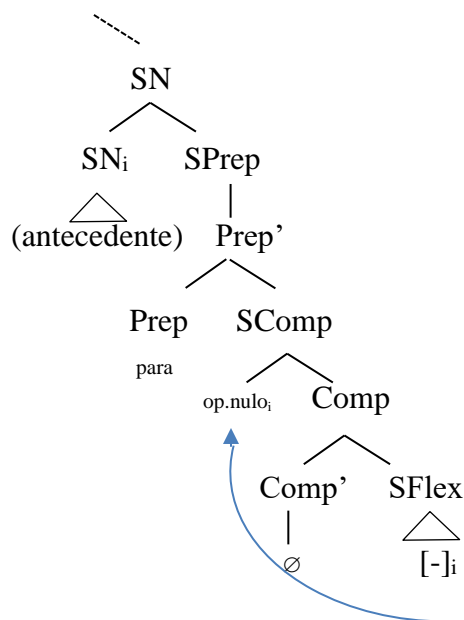 SN
SNᵢ SPrep
(antecedente) Prep’
Prep SComp
para
op.nuloᵢ Comp
Comp’ SFlex
∅ [-]ᵢ